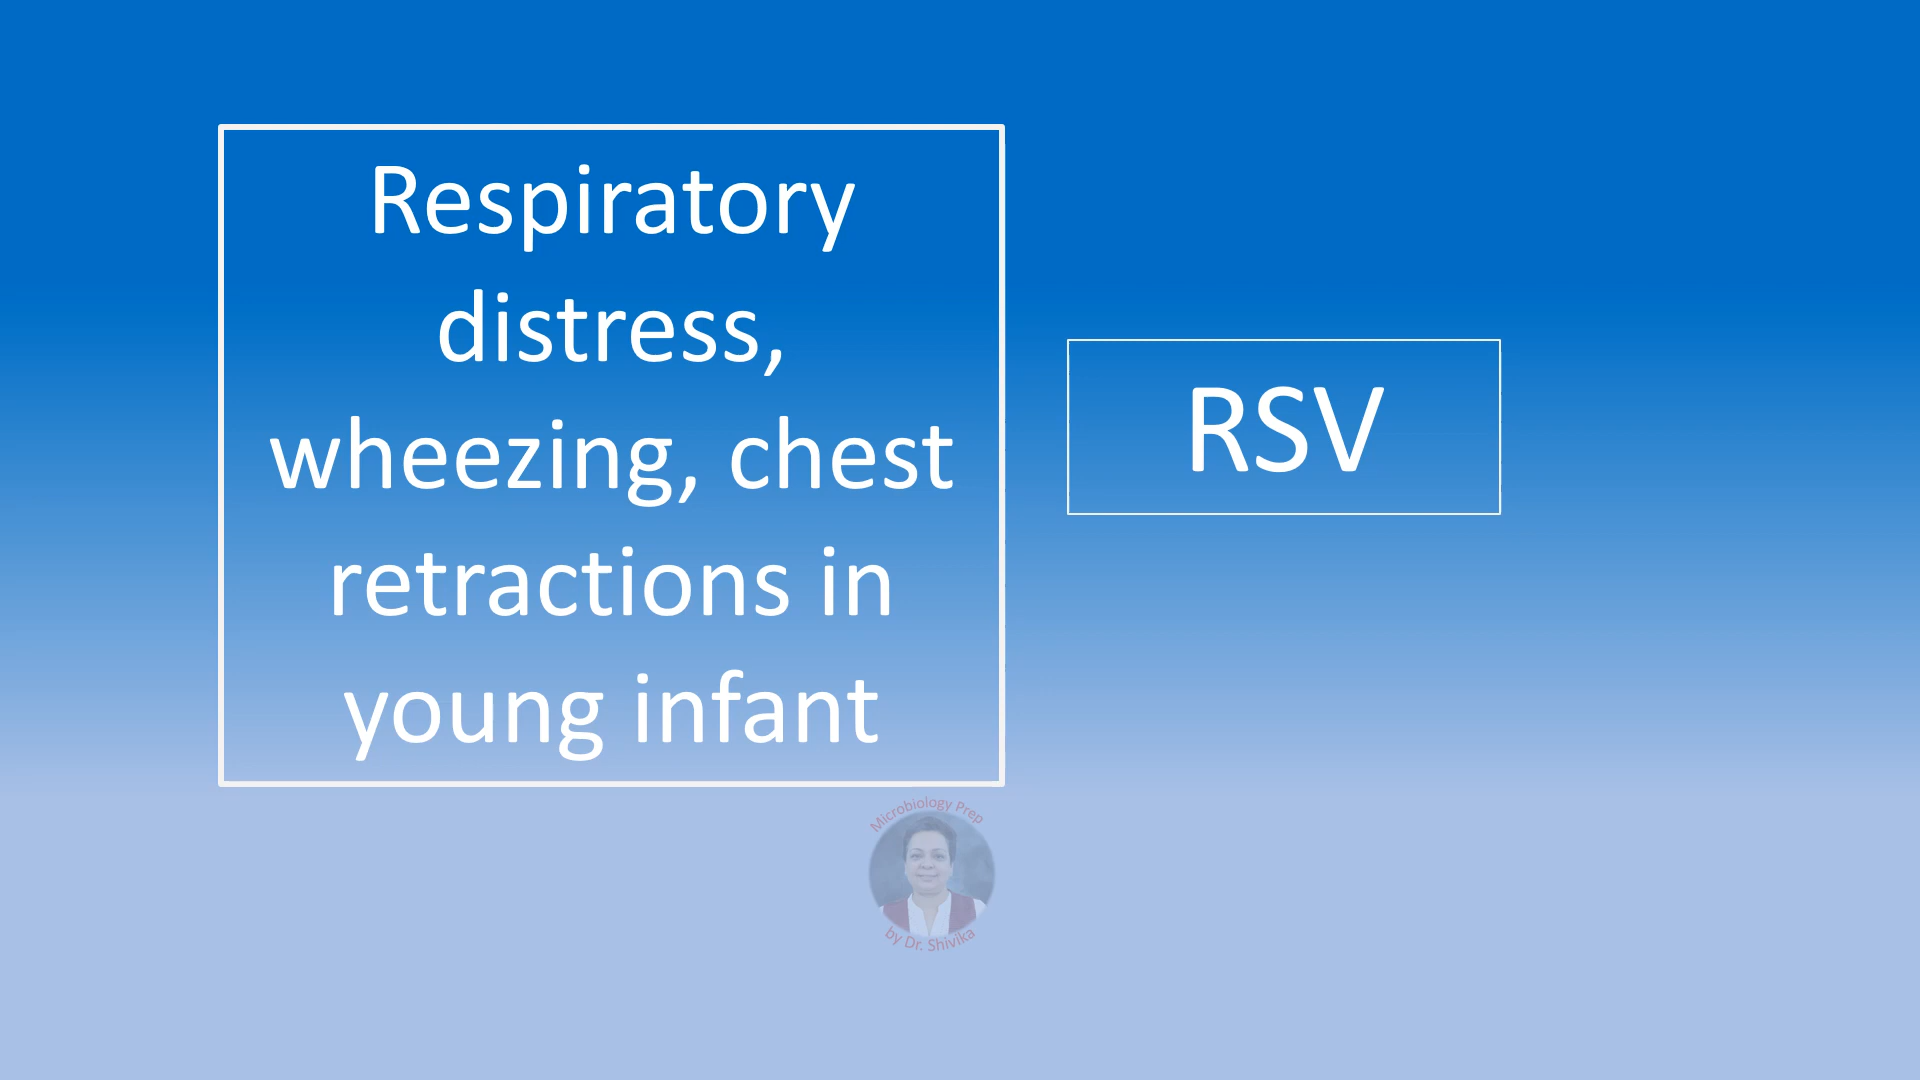 Respiratory
distress,
wheezing, chest
retractions in
young infant
RSV
Microbiology Prep
by Dr. Shivika